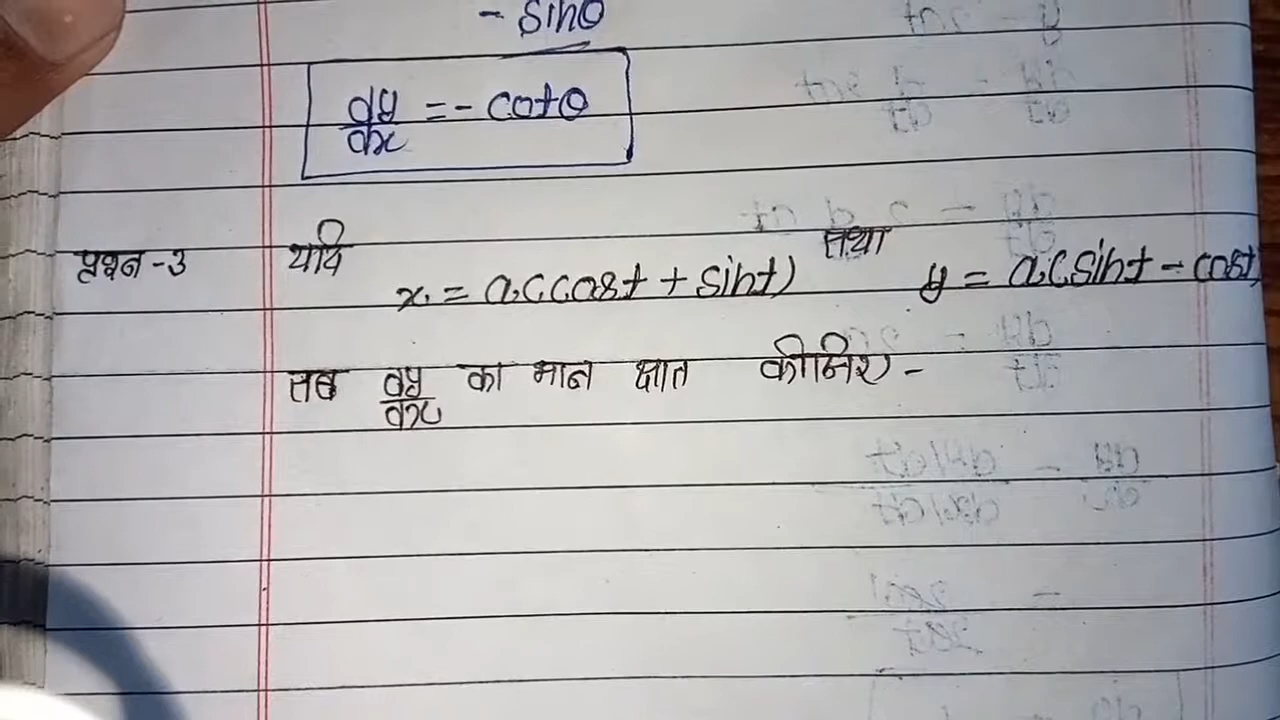 - sinθ
dy/dx = - cotθ
प्रश्न -3 यदि x = a(cost + sint) तथा y = a(sint - cost)
तब dy/dx का मान ज्ञात कीजिए -